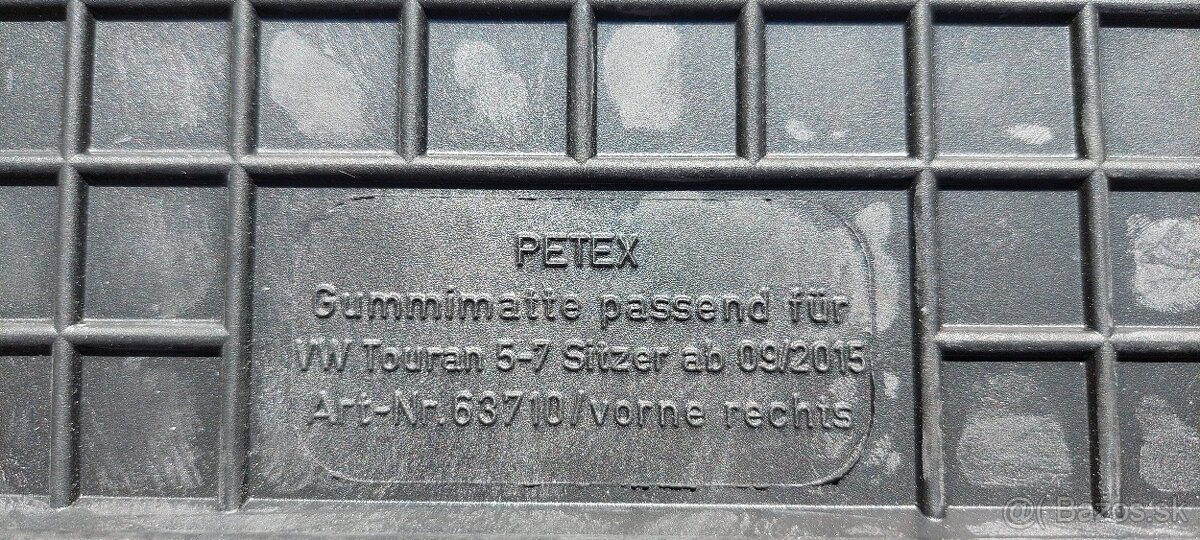 PETEX
Gummimatte passend für
VW Touran 5-7 Sitzer ab 09/2015
Art-Nr.63710/vorne rechts
@( Bazos.sk